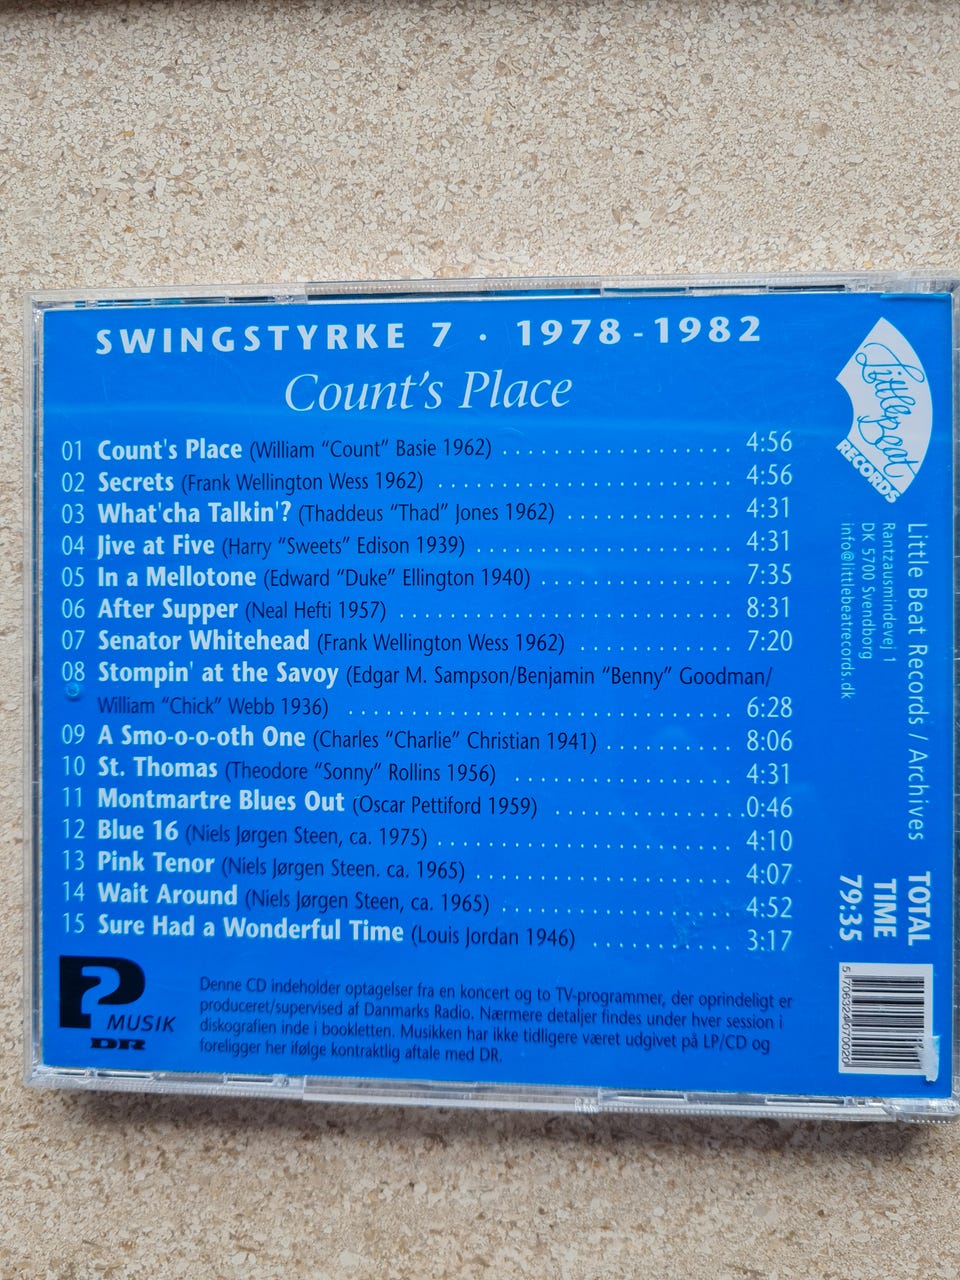 SWINGSTYRKE 7 · 1978-1982
Count's Place
01 Count's Place (William "Count" Basie 1962) . . . . . . . . . . . . . . . . . . . . . . 4:56
02 Secrets (Frank Wellington Wess 1962) . . . . . . . . . . . . . . . . . . . . . . . . . . . 4:56
03 What'cha Talkin'? (Thaddeus "Thad" Jones 1962) . . . . . . . . . . . . . . . 4:31
04 Jive at Five (Harry "Sweets" Edison 1939) . . . . . . . . . . . . . . . . . . . . . . . . 4:31
05 In a Mellotone (Edward "Duke" Ellington 1940) . . . . . . . . . . . . . . . . . . 7:35
06 After Supper (Neal Hefti 1957) . . . . . . . . . . . . . . . . . . . . . . . . . . . . . . 8:31
07 Senator Whitehead (Frank Wellington Wess 1962) . . . . . . . . . . . . . . 7:20
08 Stompin' at the Savoy (Edgar M. Sampson/Benjamin "Benny" Goodman/
William "Chick" Webb 1936) . . . . . . . . . . . . . . . . . . . . . . . . . . . . . . . . . . . 6:28
09 A Smo-o-o-oth One (Charles "Charlie" Christian 1941) . . . . . . . . . . . . 8:06
10 St. Thomas (Theodore "Sonny" Rollins 1956) . . . . . . . . . . . . . . . . . . . . 4:31
11 Montmartre Blues Out (Oscar Pettiford 1959) . . . . . . . . . . . . . . . . . .0:46
12 Blue 16 (Niels Jørgen Steen, ca. 1975) . . . . . . . . . . . . . . . . . . . . . . . . . . . 4:10
13 Pink Tenor (Niels Jørgen Steen. ca. 1965) . . . . . . . . . . . . . . . . . . . . . . . . 4:07
14 Wait Around (Niels Jørgen Steen, ca. 1965) . . . . . . . . . . . . . . . . . . . . . . 4:52
15 Sure Had a Wonderful Time (Louis Jordan 1946) . . . . . . . . . . . . . 3:17
P
MUSIK
DR
Denne CD indeholder optagelser fra en koncert og to TV-programmer, der oprindeligt er
produceret/supervised af Danmarks Radio. Nærmere detaljer findes under hver session i
diskografien inde i bookletten. Musikken har ikke tidligere været udgivet på LP/CD og
foreligger her ifølge kontraktlig aftale med DR.
Littlebeat
RECORDS
Little Beat Records / Archives
Rantzausmindevej 1
DK 5700 Svendborg
info@littlebeatrecords.dk
TOTAL
TIME
79:35
5 706324 070020